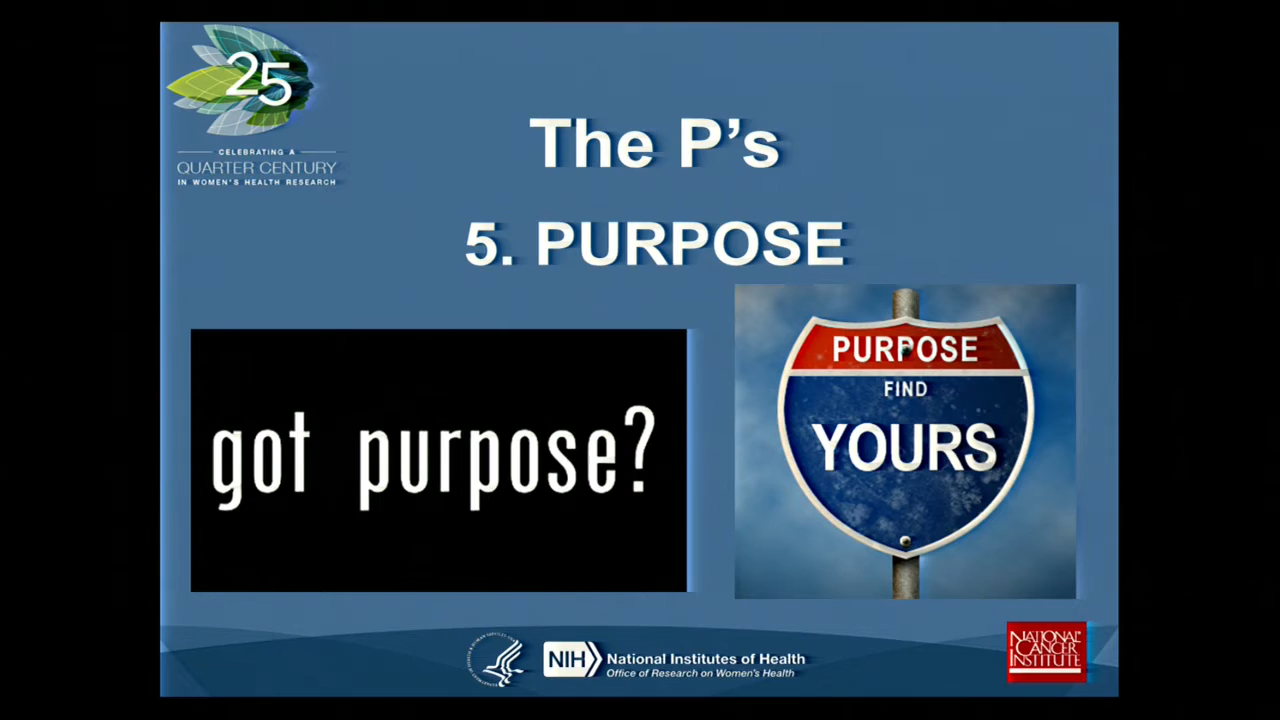 25
CELEBRATING A
QUARTER CENTURY
IN WOMEN'S HEALTH RESEARCH
The P's
5. PURPOSE
got purpose?
PURPOSE
FIND
YOURS
NIH
National Institutes of Health
Office of Research on Women's Health
NATIONAL
CANCER
INSTITUTE